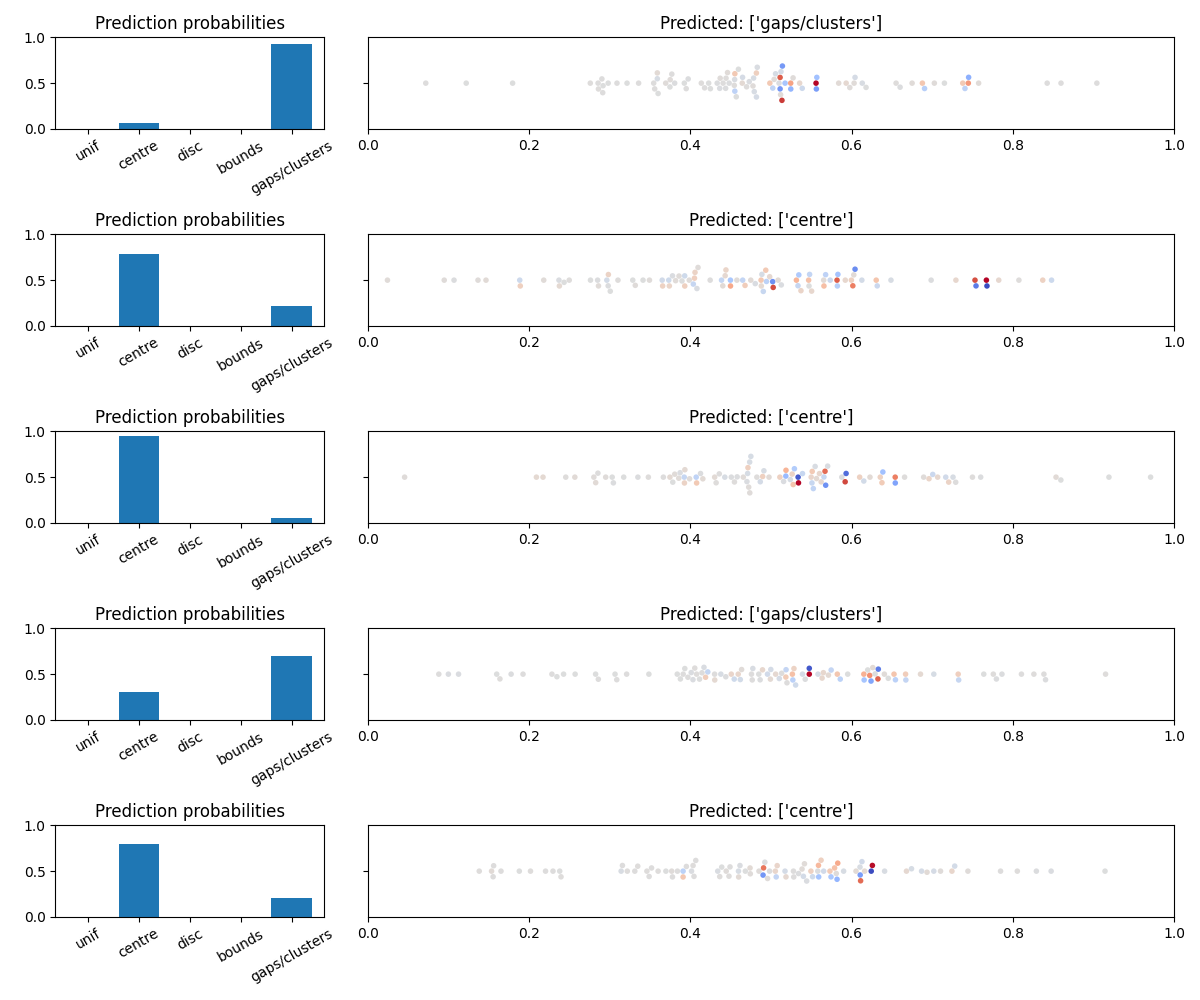 Prediction probabilities
Predicted: ['gaps/clusters']
1.0
0.5
0.0
unif
centre
disc
bounds
gaps/clusters
0.0 0.2 0.4 0.6 0.8 1.0
Prediction probabilities
Predicted: ['centre']
1.0
0.5
0.0
unif
centre
disc
bounds
gaps/clusters
0.0 0.2 0.4 0.6 0.8 1.0
Prediction probabilities
Predicted: ['centre']
1.0
0.5
0.0
unif
centre
disc
bounds
gaps/clusters
0.0 0.2 0.4 0.6 0.8 1.0
Prediction probabilities
Predicted: ['gaps/clusters']
1.0
0.5
0.0
unif
centre
disc
bounds
gaps/clusters
0.0 0.2 0.4 0.6 0.8 1.0
Prediction probabilities
Predicted: ['centre']
1.0
0.5
0.0
unif
centre
disc
bounds
gaps/clusters
0.0 0.2 0.4 0.6 0.8 1.0